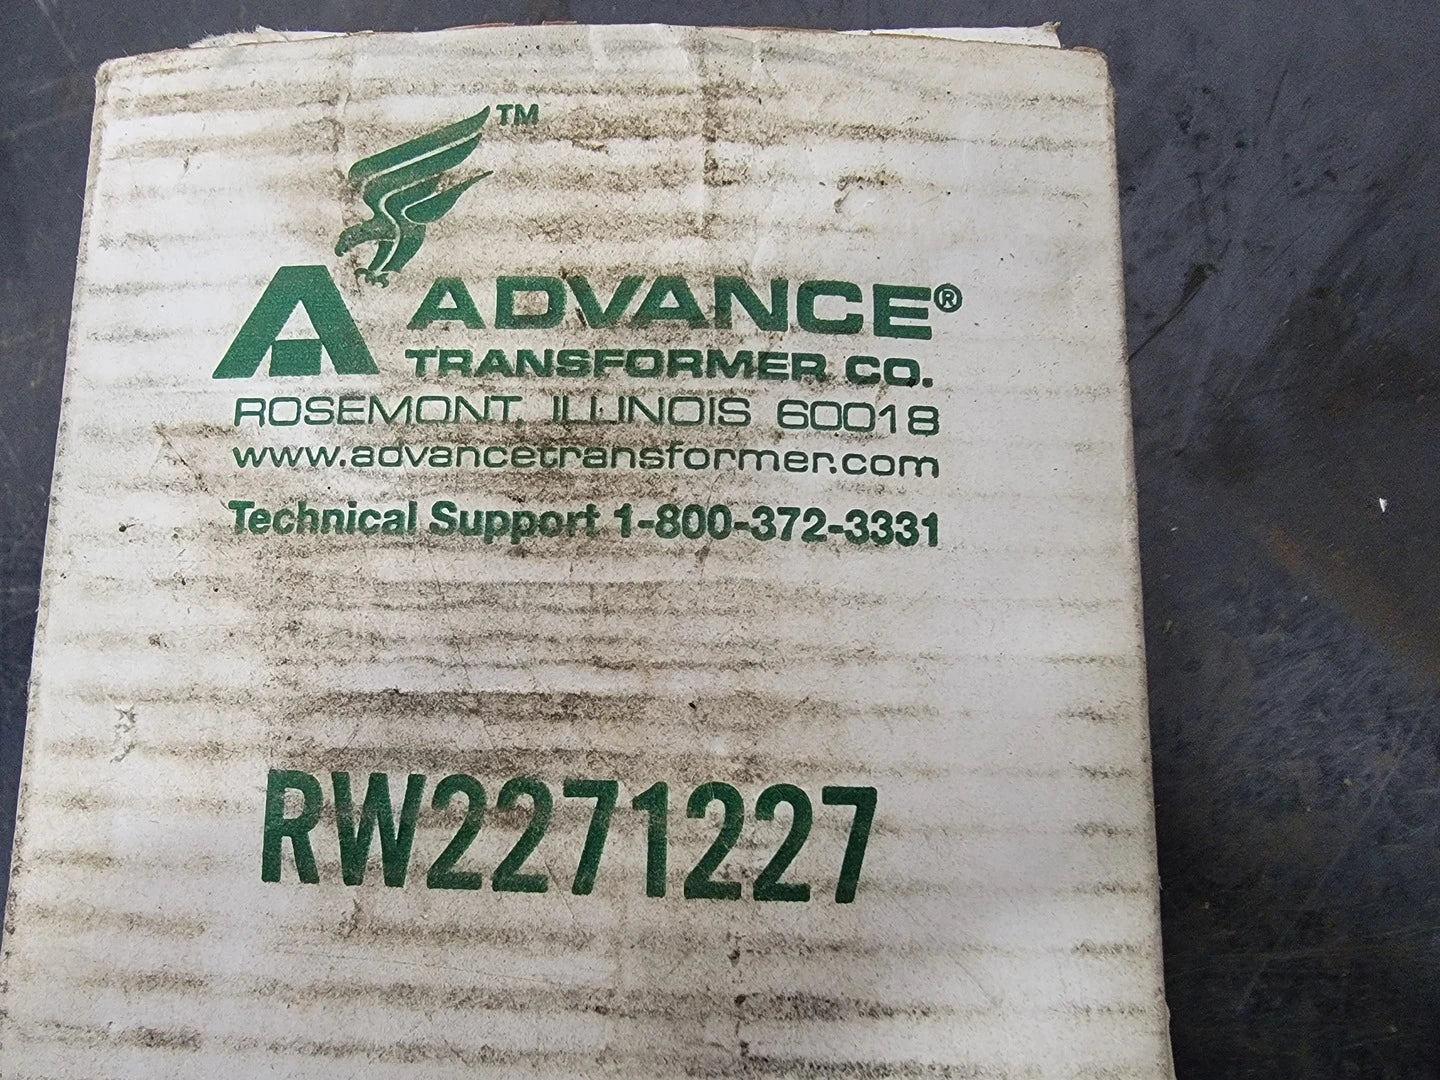 TM
A ADVANCE®
TRANSFORMER CO.
ROSEMONT, ILLINOIS 60018
www.advancetransformer.com
Technical Support 1-800-372-3331
RW2271227